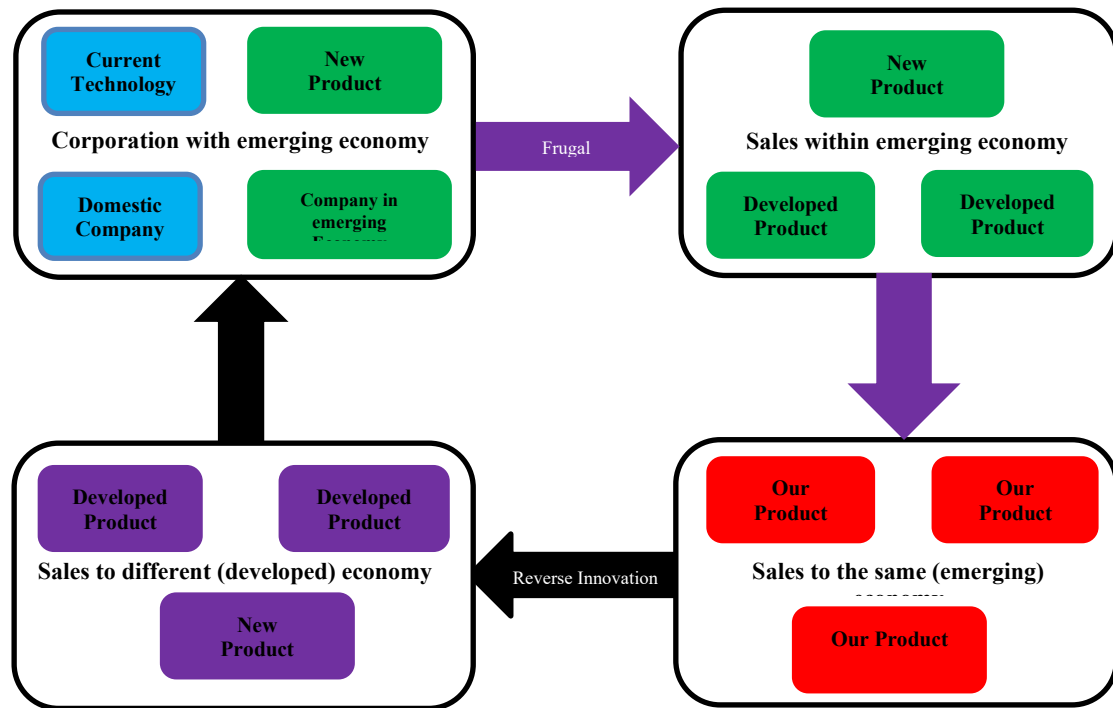 Current
Technology
New
Product
Corporation with emerging economy
Domestic
Company
Company in
emerging
Economy
Frugal
New
Product
Sales within emerging economy
Developed
Product
Developed
Product
Our
Product
Our
Product
Sales to the same (emerging)
economy
Our Product
Reverse Innovation
Developed
Product
Developed
Product
Sales to different (developed) economy
New
Product